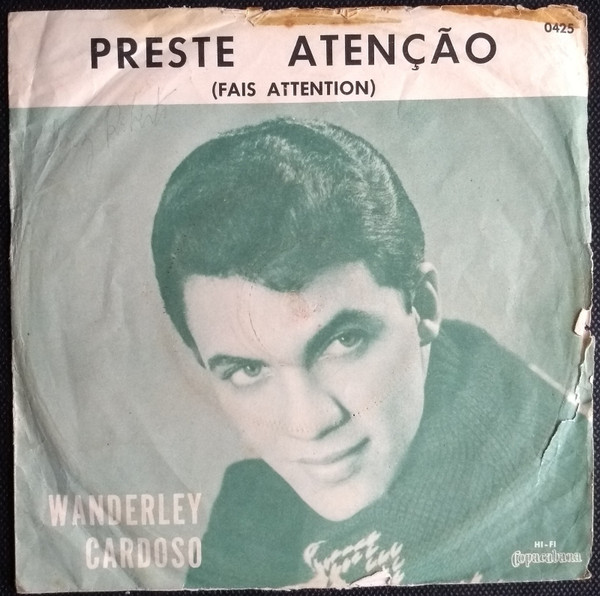 0425
PRESTE ATENÇÃO
(FAIS ATTENTION)
WANDERLEY
CARDOSO
HI-FI
Copacabana